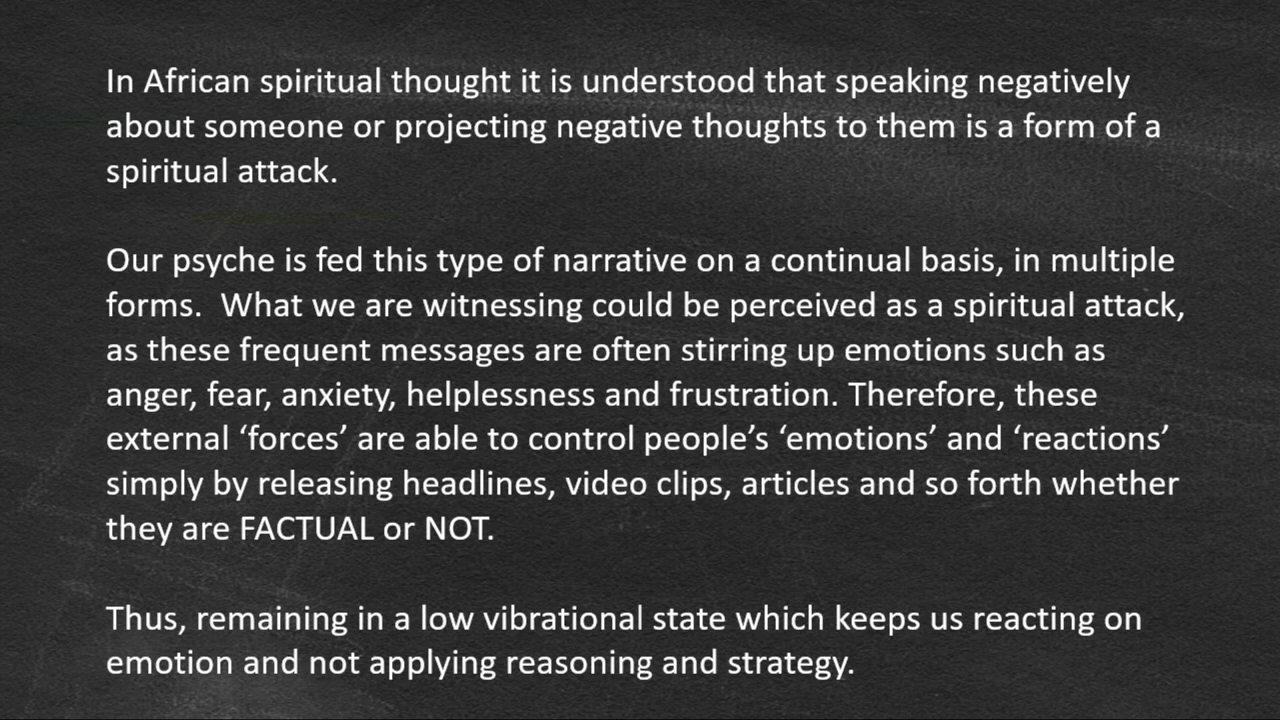 In African spiritual thought it is understood that speaking negatively
about someone or projecting negative thoughts to them is a form of a
spiritual attack.
Our psyche is fed this type of narrative on a continual basis, in multiple
forms.  What we are witnessing could be perceived as a spiritual attack,
as these frequent messages are often stirring up emotions such as
anger, fear, anxiety, helplessness and frustration. Therefore, these
external ‘forces’ are able to control people’s ‘emotions’ and ‘reactions’
simply by releasing headlines, video clips, articles and so forth whether
they are FACTUAL or NOT.
Thus, remaining in a low vibrational state which keeps us reacting on
emotion and not applying reasoning and strategy.